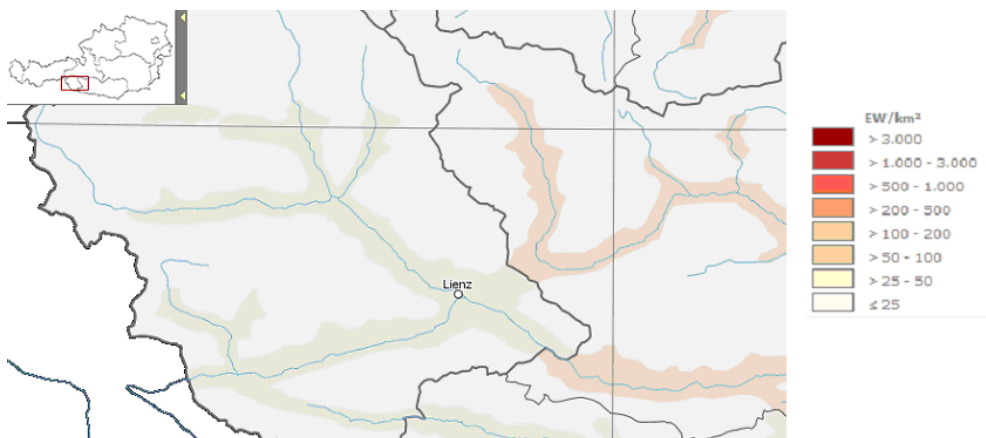 Lienz
EW/km²
> 3.000
> 1.000 - 3.000
> 500 - 1.000
> 200 - 500
> 100 - 200
> 50 - 100
> 25 - 50
≤ 25